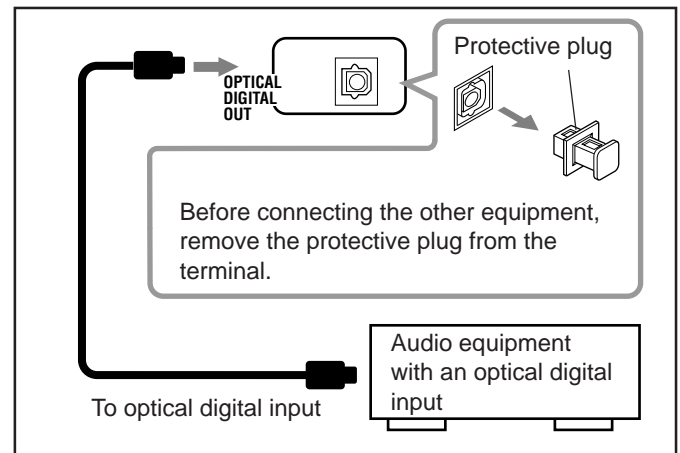 Protective plug
OPTICAL
DIGITAL
OUT
Before connecting the other equipment,
remove the protective plug from the
terminal.
Audio equipment
with an optical digital
input
To optical digital input